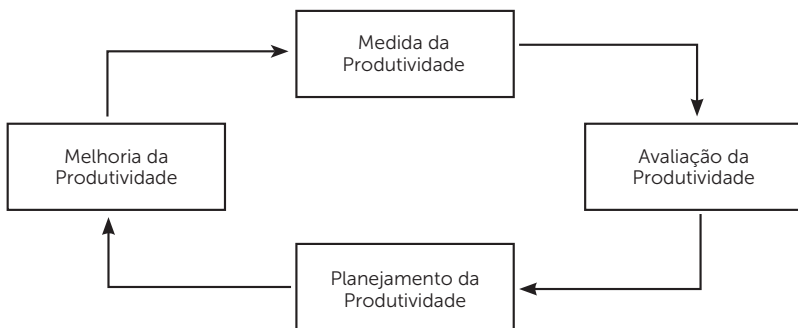 Medida da
Produtividade
Melhoria da
Produtividade
Avaliação da
Produtividade
Planejamento da
Produtividade